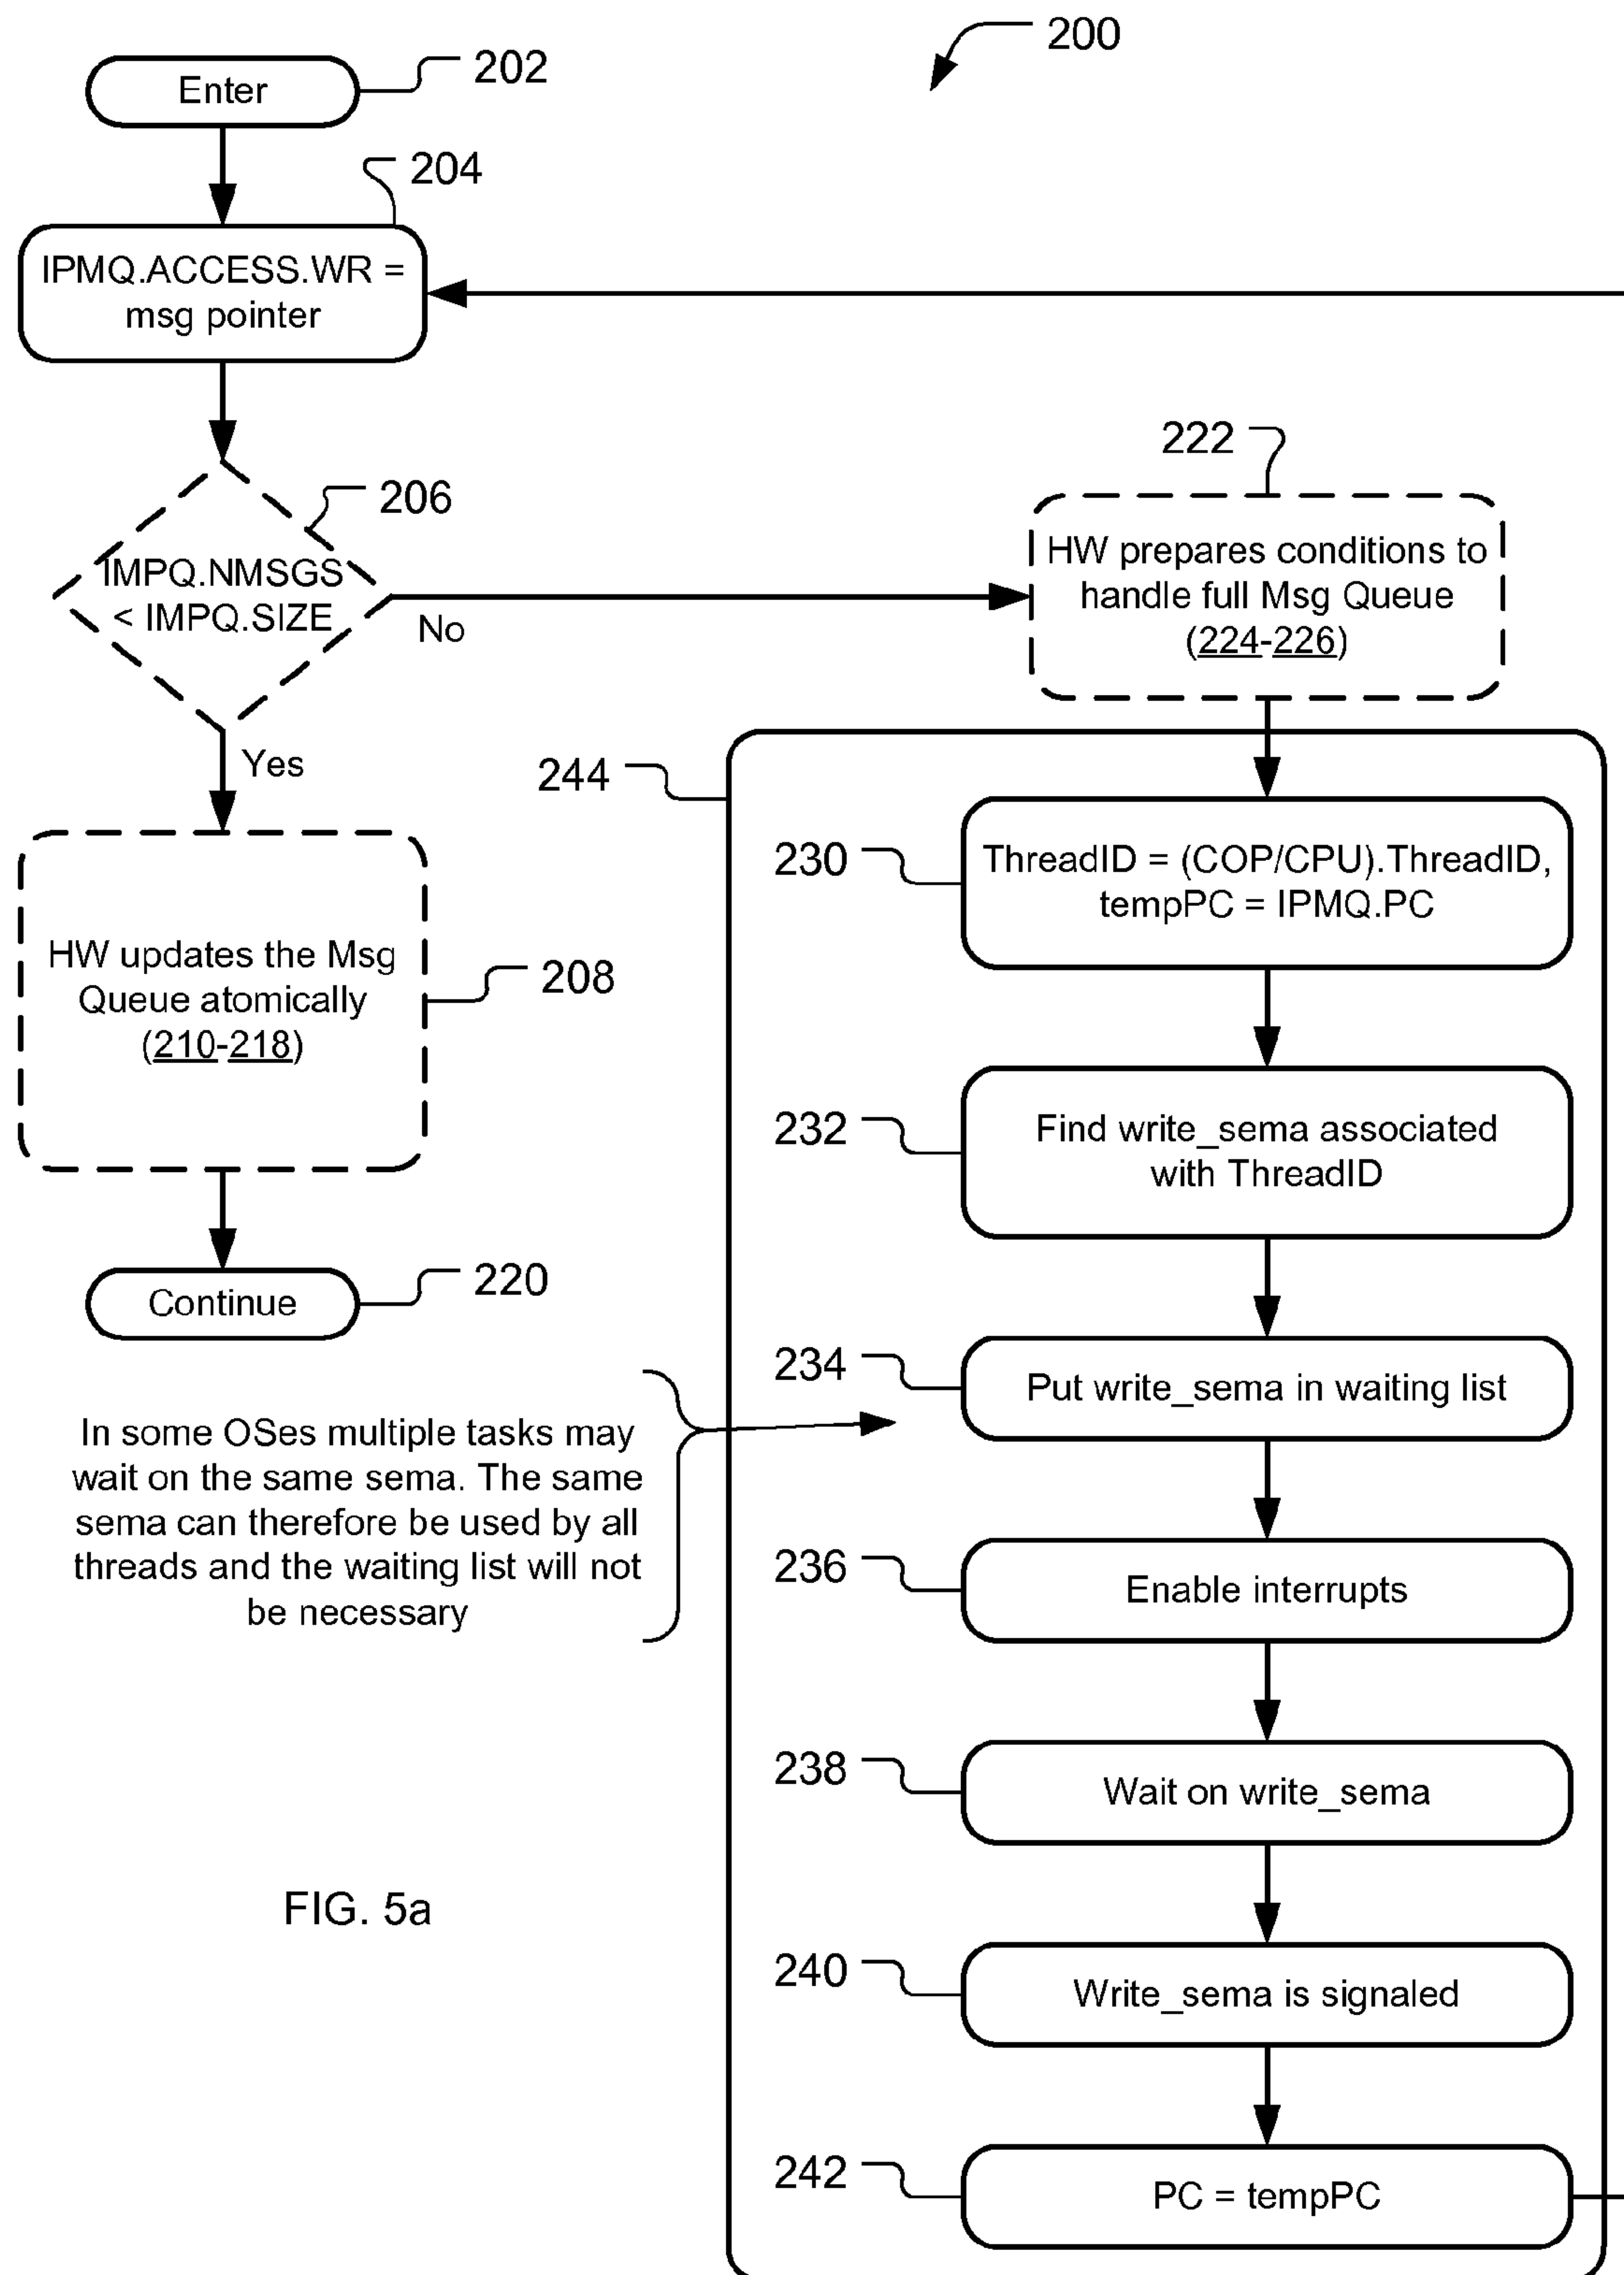 200
Enter
202
204
IPMQ.ACCESS.WR =
msg pointer
206
IMPQ.NMSGS
< IMPQ.SIZE
No
Yes
222
HW prepares conditions to
handle full Msg Queue
(224-226)
HW updates the Msg
Queue atomically
(210-218)
208
Continue
220
244
230
ThreadID = (COP/CPU).ThreadID,
tempPC = IPMQ.PC
232
Find write_sema associated
with ThreadID
234
Put write_sema in waiting list
In some OSes multiple tasks may
wait on the same sema. The same
sema can therefore be used by all
threads and the waiting list will not
be necessary
236
Enable interrupts
238
Wait on write_sema
240
Write_sema is signaled
242
PC = tempPC
FIG. 5a